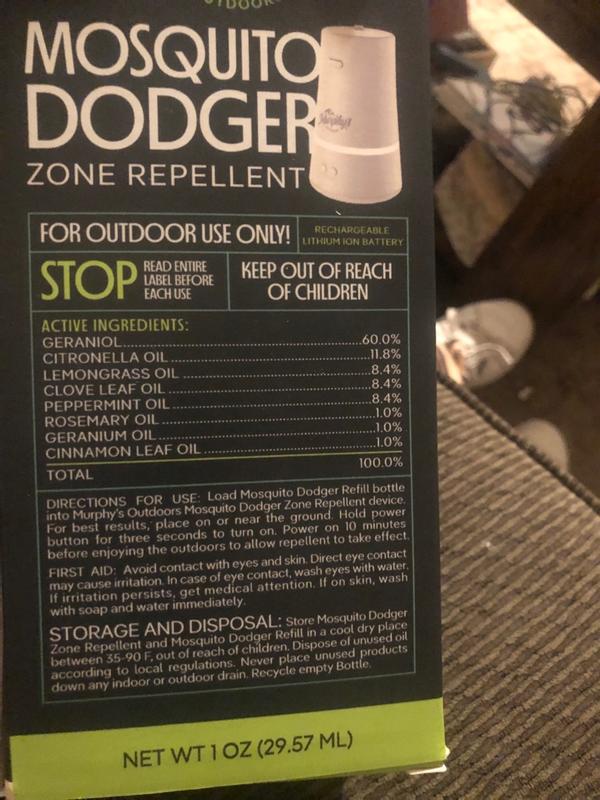 MOSQUITO
DODGER
ZONE REPELLENT
Murphy's
FOR OUTDOOR USE ONLY!
RECHARGEABLE
LITHIUM ION BATTERY
STOP
READ ENTIRE
LABEL BEFORE
EACH USE
KEEP OUT OF REACH
OF CHILDREN
ACTIVE INGREDIENTS:
GERANIOL 60.0%
CITRONELLA OIL 11.8%
LEMONGRASS OIL 8.4%
CLOVE LEAF OIL 8.4%
PEPPERMINT OIL 8.4%
ROSEMARY OIL 1.0%
GERANIUM OIL 1.0%
CINNAMON LEAF OIL 1.0%
TOTAL 100.0%
DIRECTIONS FOR USE: Load Mosquito Dodger Refill bottle
into Murphy's Outdoors Mosquito Dodger Zone Repellent device.
For best results, place on or near the ground. Hold power
button for three seconds to turn on. Power on 10 minutes
before enjoying the outdoors to allow repellent to take effect.
FIRST AID: Avoid contact with eyes and skin. Direct eye contact
may cause irritation. In case of eye contact, wash eyes with water.
If irritation persists, get medical attention. If on skin, wash
with soap and water immediately.
STORAGE AND DISPOSAL: Store Mosquito Dodger
Zone Repellent and Mosquito Dodger Refill in a cool dry place
between 35-90 F, out of reach of children. Dispose of unused oil
according to local regulations. Never place unused products
down any indoor or outdoor drain. Recycle empty Bottle.
NET WT 1 OZ (29.57 ML)